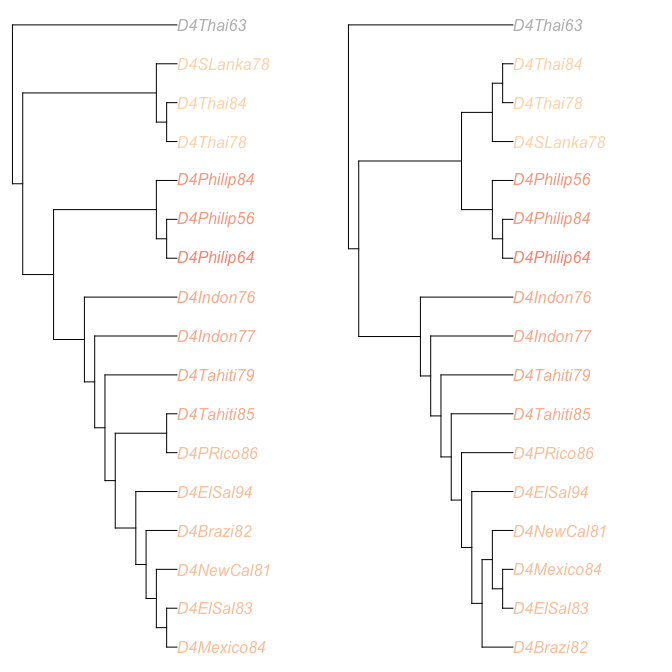 D4Thai63
D4SLanka78
D4Thai84
D4Thai78
D4Philip84
D4Philip56
D4Philip64
D4Indon76
D4Indon77
D4Tahiti79
D4Tahiti85
D4PRico86
D4ElSal94
D4Brazi82
D4NewCal81
D4ElSal83
D4Mexico84
D4Thai63
D4Thai84
D4Thai78
D4SLanka78
D4Philip56
D4Philip84
D4Philip64
D4Indon76
D4Indon77
D4Tahiti79
D4Tahiti85
D4PRico86
D4ElSal94
D4NewCal81
D4Mexico84
D4ElSal83
D4Brazi82